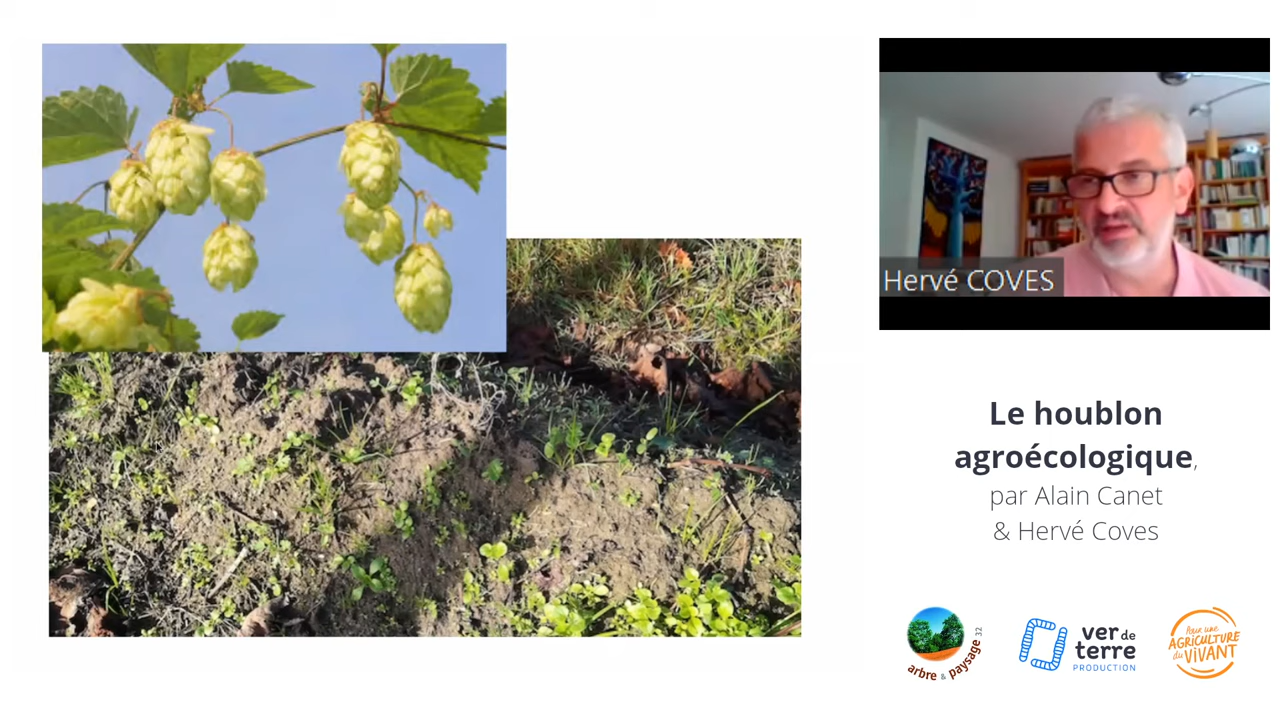 Hervé COVES
Le houblon
agroécologique,
par Alain Canet
& Hervé Coves
arbre & paysage 32
ver de
terre
PRODUCTION
Pour une
AGRICULTURE
du VIVANT